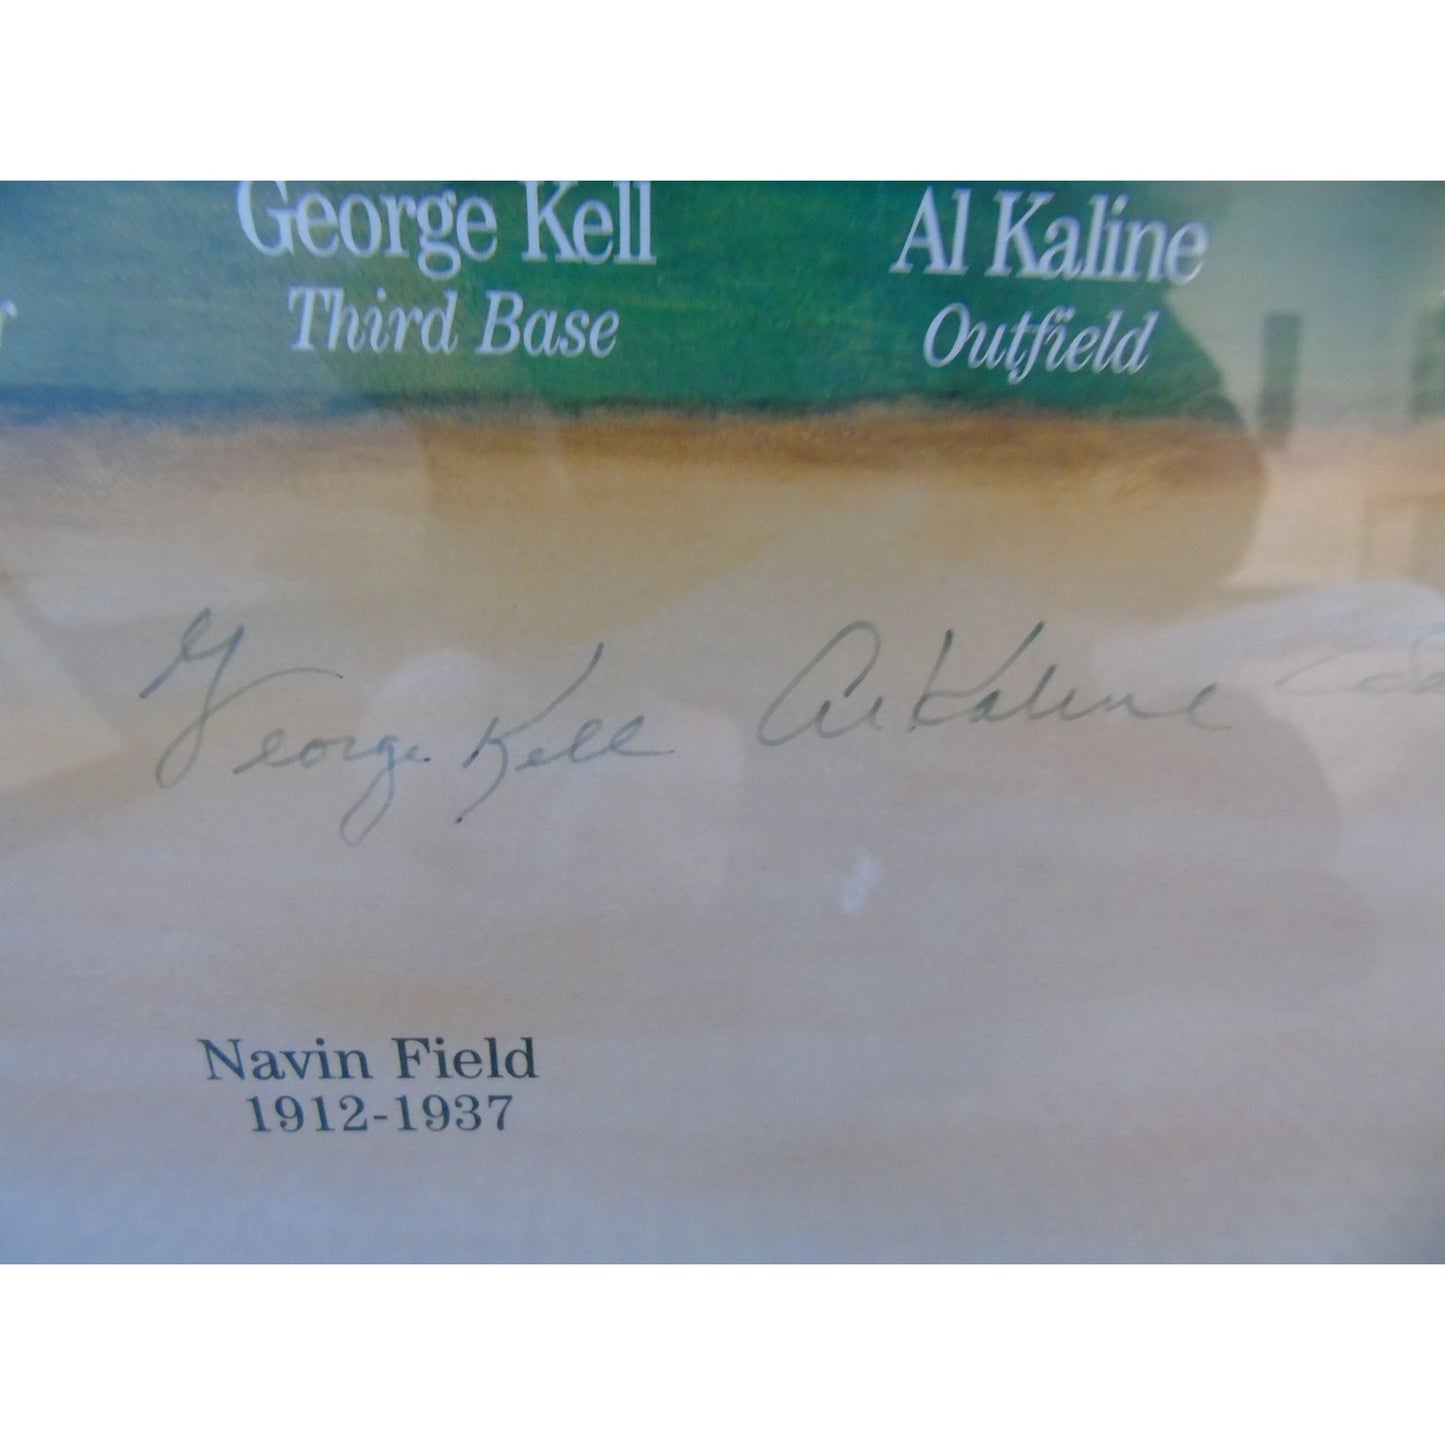 George Kell
Third Base
Al Kaline
Outfield
George Kell Al Kaline
Navin Field
1912-1937